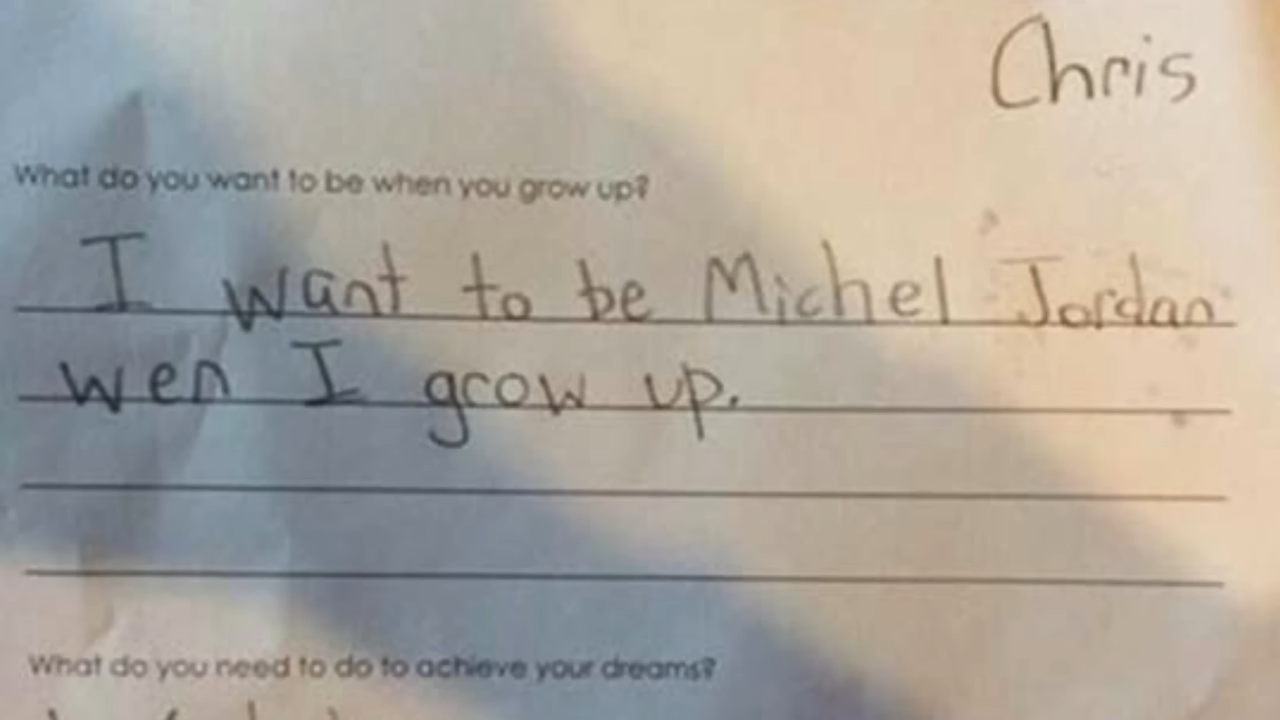 Chris
What do you want to be when you grow up?
I want to be Michel Jordan
wen I grow up.
What do you need to do to achieve your dreams?